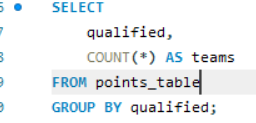 SELECT
qualified,
COUNT(*) AS teams
FROM points_table
GROUP BY qualified;